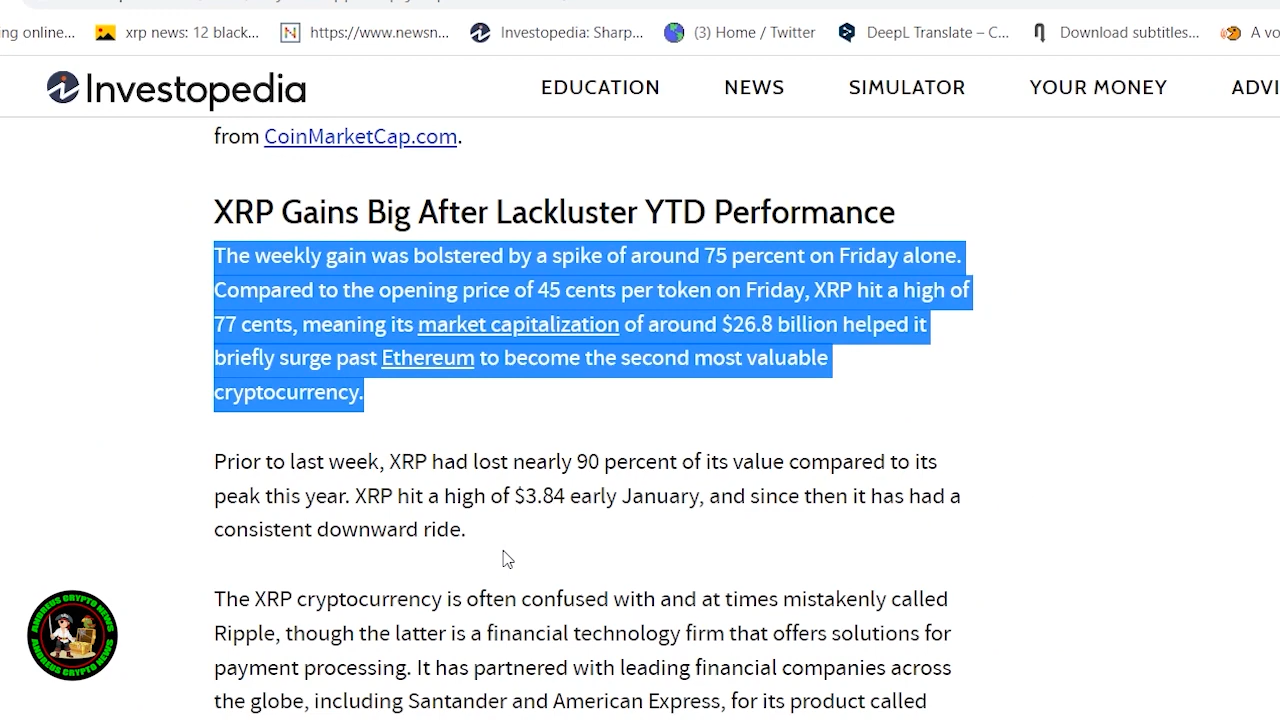 ng online...
xrp news: 12 black...
https://www.newsn...
Investopedia: Sharp...
(3) Home / Twitter
DeepL Translate – C...
Download subtitles...
A vo
Investopedia
EDUCATION
NEWS
SIMULATOR
YOUR MONEY
ADVI
from CoinMarketCap.com.
XRP Gains Big After Lackluster YTD Performance
The weekly gain was bolstered by a spike of around 75 percent on Friday alone.
Compared to the opening price of 45 cents per token on Friday, XRP hit a high of
77 cents, meaning its market capitalization of around $26.8 billion helped it
briefly surge past Ethereum to become the second most valuable
cryptocurrency.
Prior to last week, XRP had lost nearly 90 percent of its value compared to its
peak this year. XRP hit a high of $3.84 early January, and since then it has had a
consistent downward ride.
The XRP cryptocurrency is often confused with and at times mistakenly called
Ripple, though the latter is a financial technology firm that offers solutions for
payment processing. It has partnered with leading financial companies across
the globe, including Santander and American Express, for its product called
ANDREUS CRYPTO NEWS
ANDREUS CRYPTO NEWS